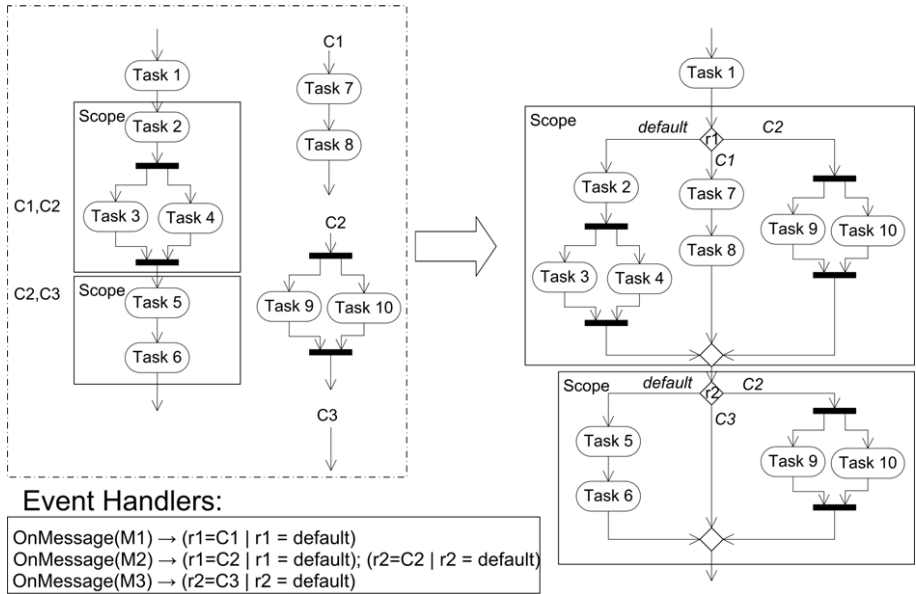 Task 1
Scope
Task 2
Task 3
Task 4
C1,C2
C2,C3
Scope
Task 5
Task 6
C1
Task 7
Task 8
C2
Task 9
Task 10
C3
Task 1
Scope
default
r1
C2
C1
Task 2
Task 3
Task 4
Task 7
Task 8
Task 9
Task 10
Scope
default
r2
C2
C3
Task 5
Task 6
Task 9
Task 10
Event Handlers:
OnMessage(M1) → (r1=C1 | r1 = default)
OnMessage(M2) → (r1=C2 | r1 = default); (r2=C2 | r2 = default)
OnMessage(M3) → (r2=C3 | r2 = default)